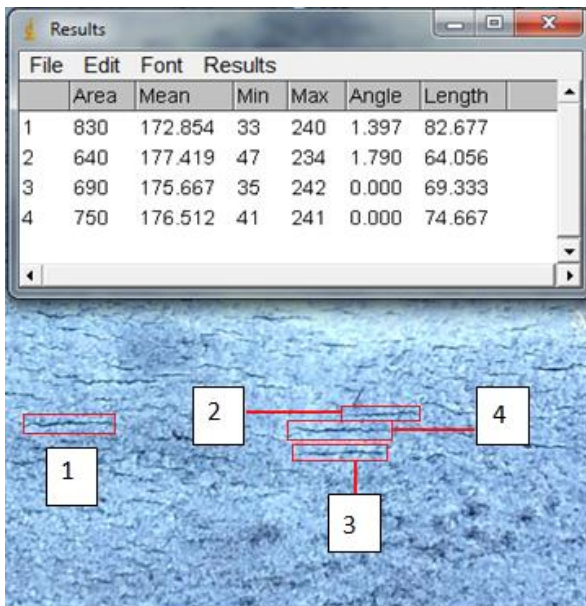 Results
File Edit Font Results
Area Mean Min Max Angle Length
1 830 172.854 33 240 1.397 82.677
2 640 177.419 47 234 1.790 64.056
3 690 175.667 35 242 0.000 69.333
4 750 176.512 41 241 0.000 74.667
2
4
1
3